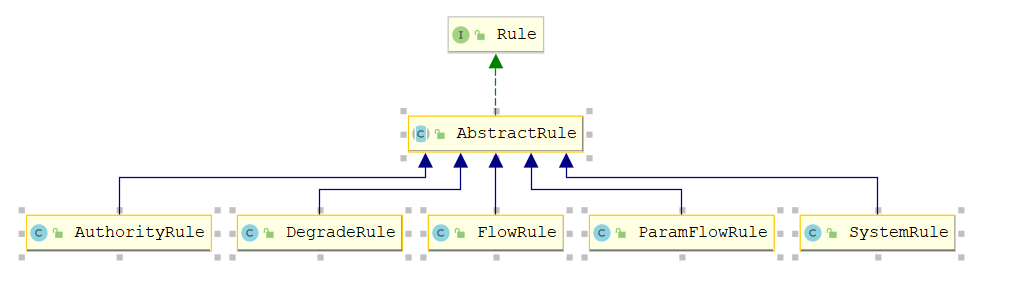 I Rule
C AbstractRule
C AuthorityRule C DegradeRule C FlowRule C ParamFlowRule C SystemRule